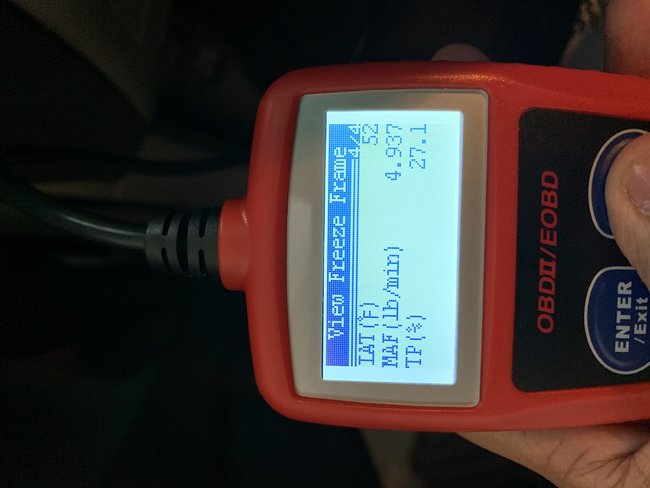 View Freeze Frame
4/4
IAT(°F) 52
MAF(lb/min) 4.937
TP(%) 27.1
OBDII/EOBD
ENTER
/Exit